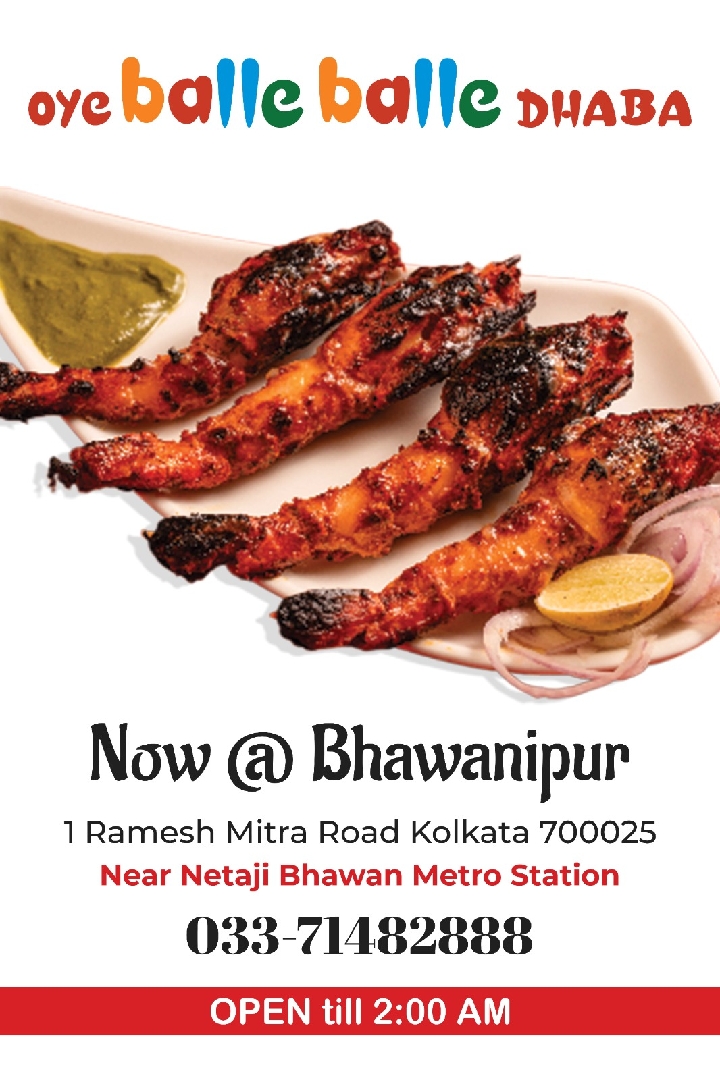 oye balle balle DHABA
Now @ Bhawanipur
1 Ramesh Mitra Road Kolkata 700025
Near Netaji Bhawan Metro Station
033-71482888
OPEN till 2:00 AM